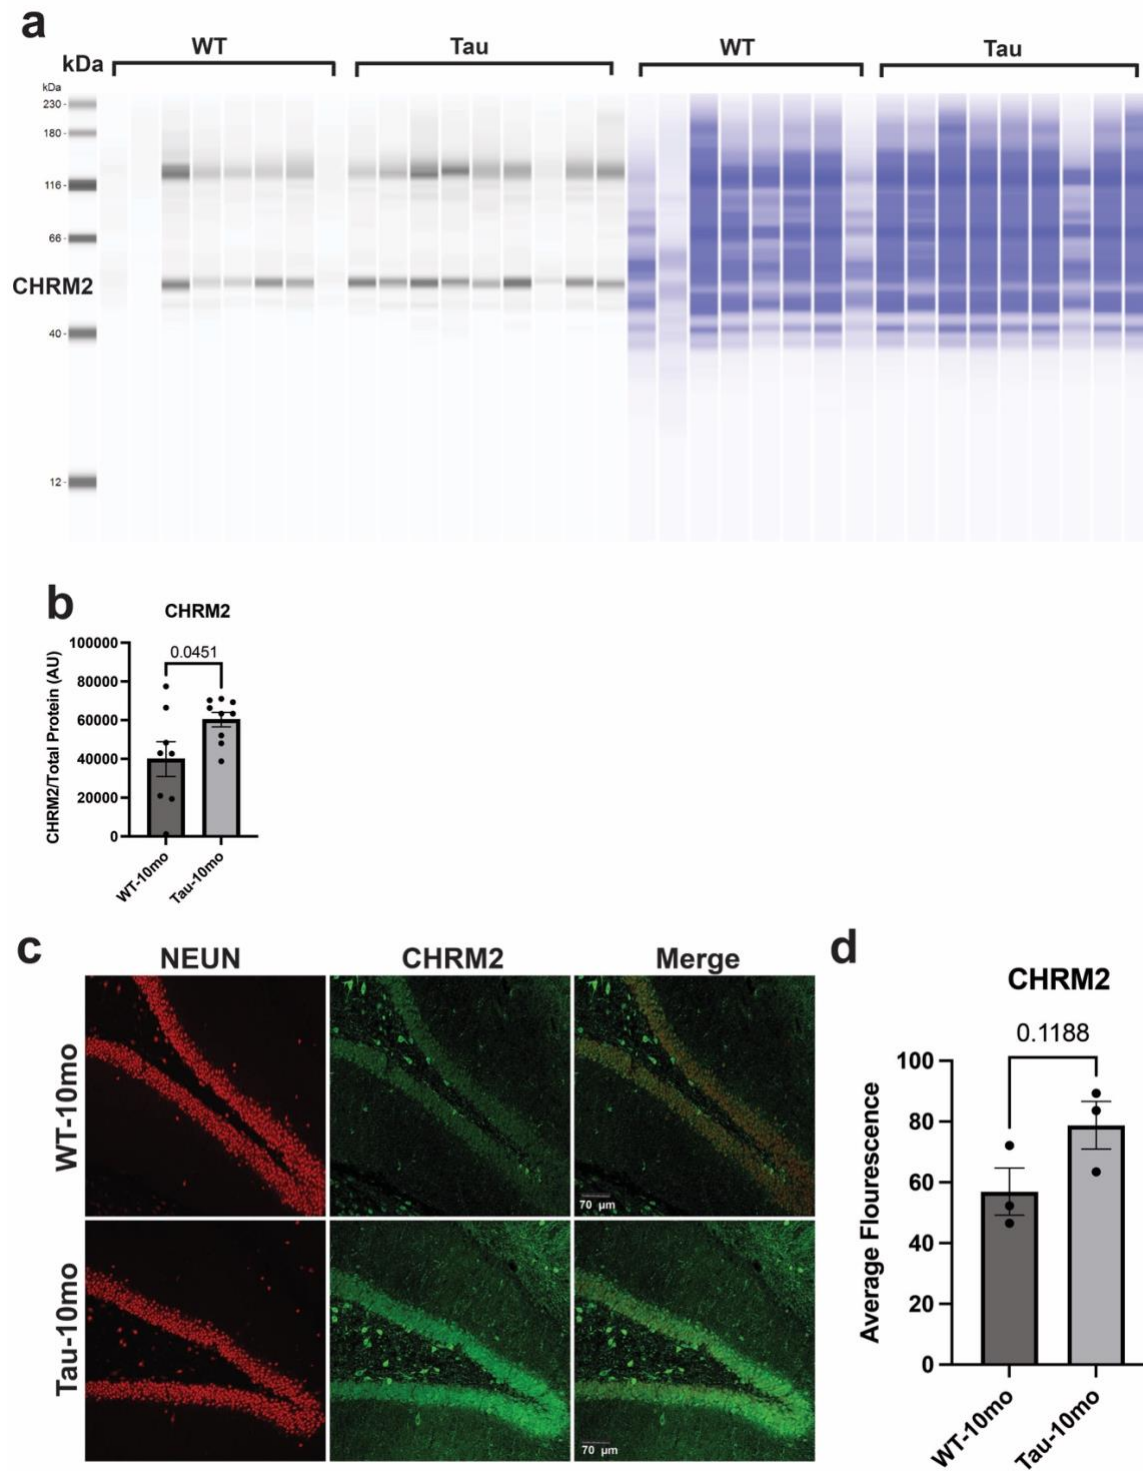 a
WT Tau WT Tau
kDa
kDa
230 -
180 -
116 -
66 -
CHRM2
40 -
12 -
b
CHRM2
0.0451
CHRM2/Total Protein (AU)
100000
80000
60000
40000
20000
0
WT-10mo
Tau-10mo
c
NEUN CHRM2 Merge
WT-10mo
70 µm
Tau-10mo
70 µm
d
CHRM2
0.1188
Average Flourescence
100
80
60
40
20
0
WT-10mo
Tau-10mo